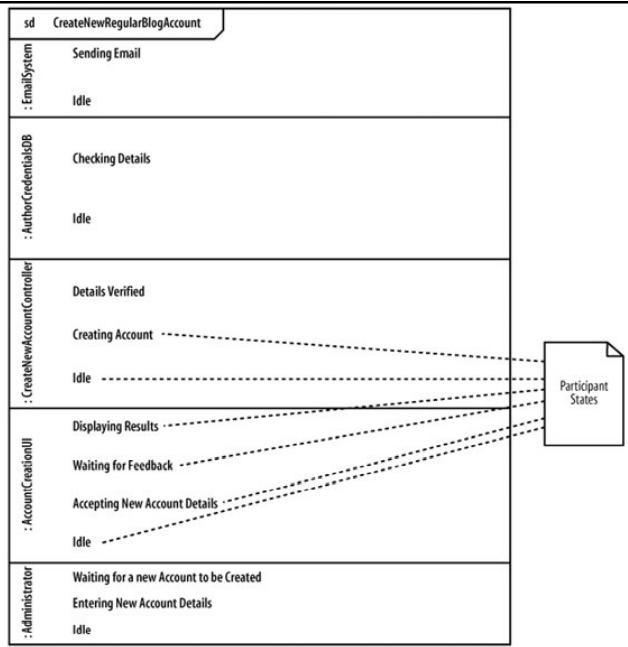 sd CreateNewRegularBlogAccount
: EmailSystem
Sending Email
Idle
: AuthorCredentialsDB
Checking Details
Idle
: CreateNewAccountController
Details Verified
Creating Account
Idle
: AccountCreationUI
Displaying Results
Waiting for Feedback
Accepting New Account Details
Idle
: Administrator
Waiting for a new Account to be Created
Entering New Account Details
Idle
Participant
States